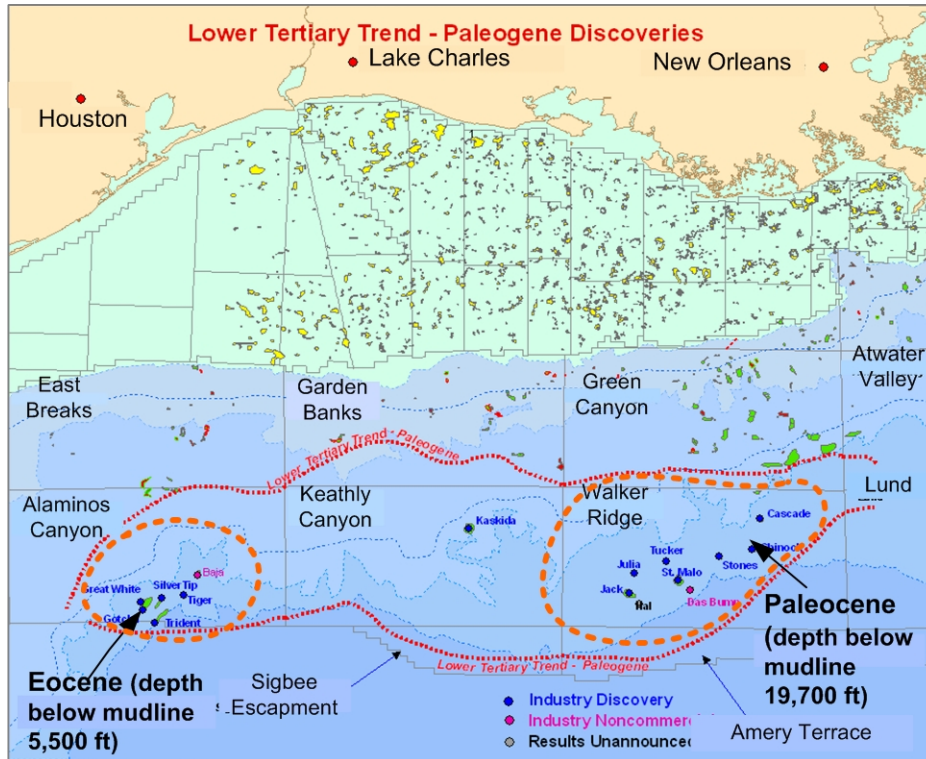 Lower Tertiary Trend - Paleogene Discoveries
Lake Charles
New Orleans
Houston
1
East
Breaks
Garden
Banks
Green
Canyon
Atwater
Valley
Lower Tertiary Trend - Paleogene
Alaminos
Canyon
Keathly
Canyon
Walker
Ridge
Lund
Kaskida
Cascade
Baja
Tucker
Julia
St. Malo
Stones
Great White
Silver Tip
Tiger
Jack
Das Bump
Trident
Paleocene
(depth below
mudline
19,700 ft)
Lower Tertiary Trend - Paleogene
Eocene (depth
below mudline
5,500 ft)
Sigbee
Escapment
Industry Discovery
Industry Noncommer
Results Unannounced
Amery Terrace